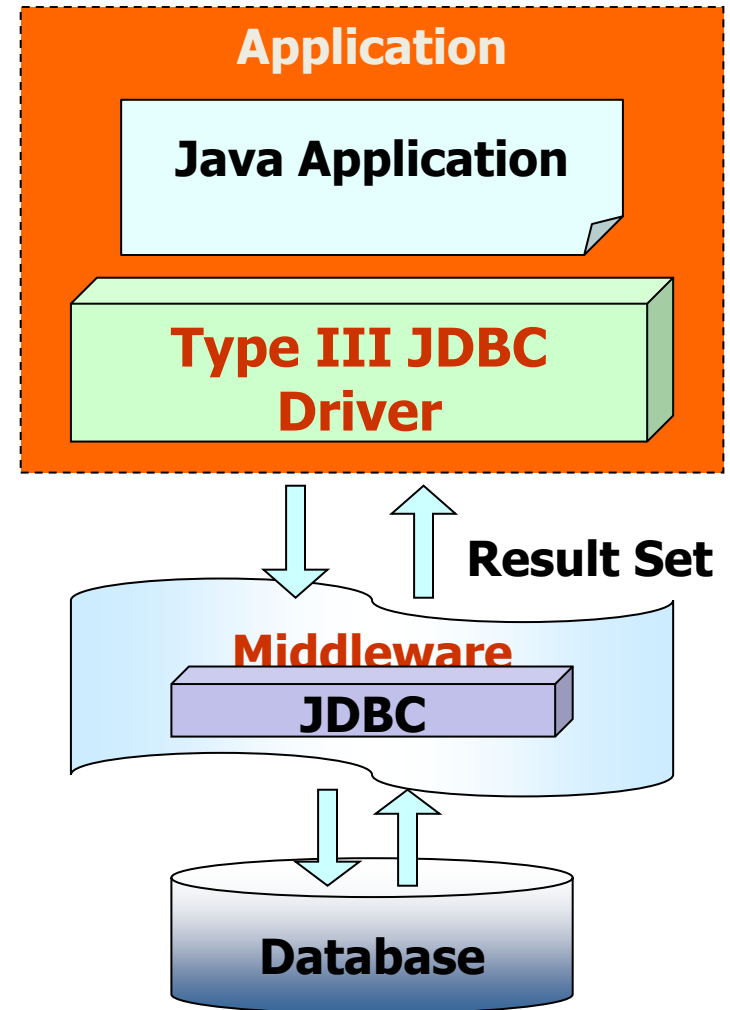 Application
Java Application
Type III JDBC
Driver
Result Set
Middleware
JDBC
Database